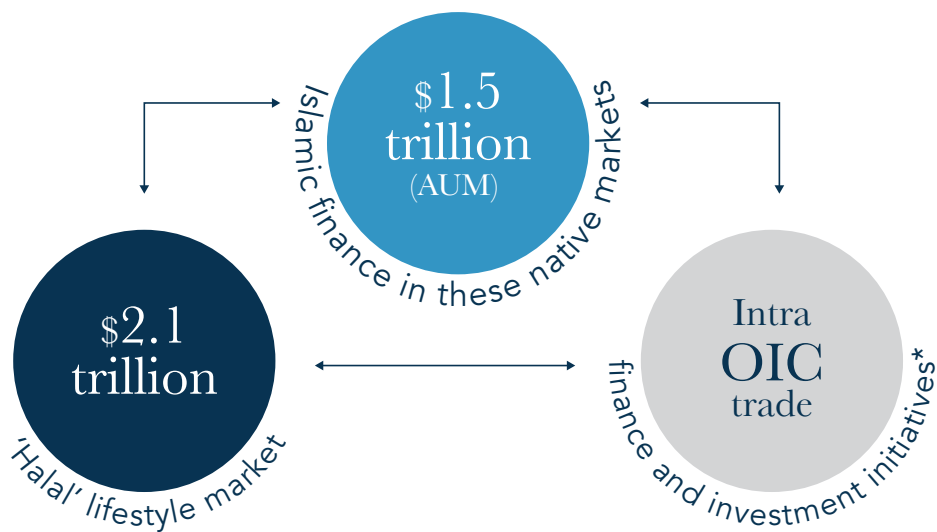 $1.5
trillion
(AUM)
Islamic finance in these native markets
$2.1
trillion
‘Halal’ lifestyle market
Intra
OIC
trade
finance and investment initiatives*